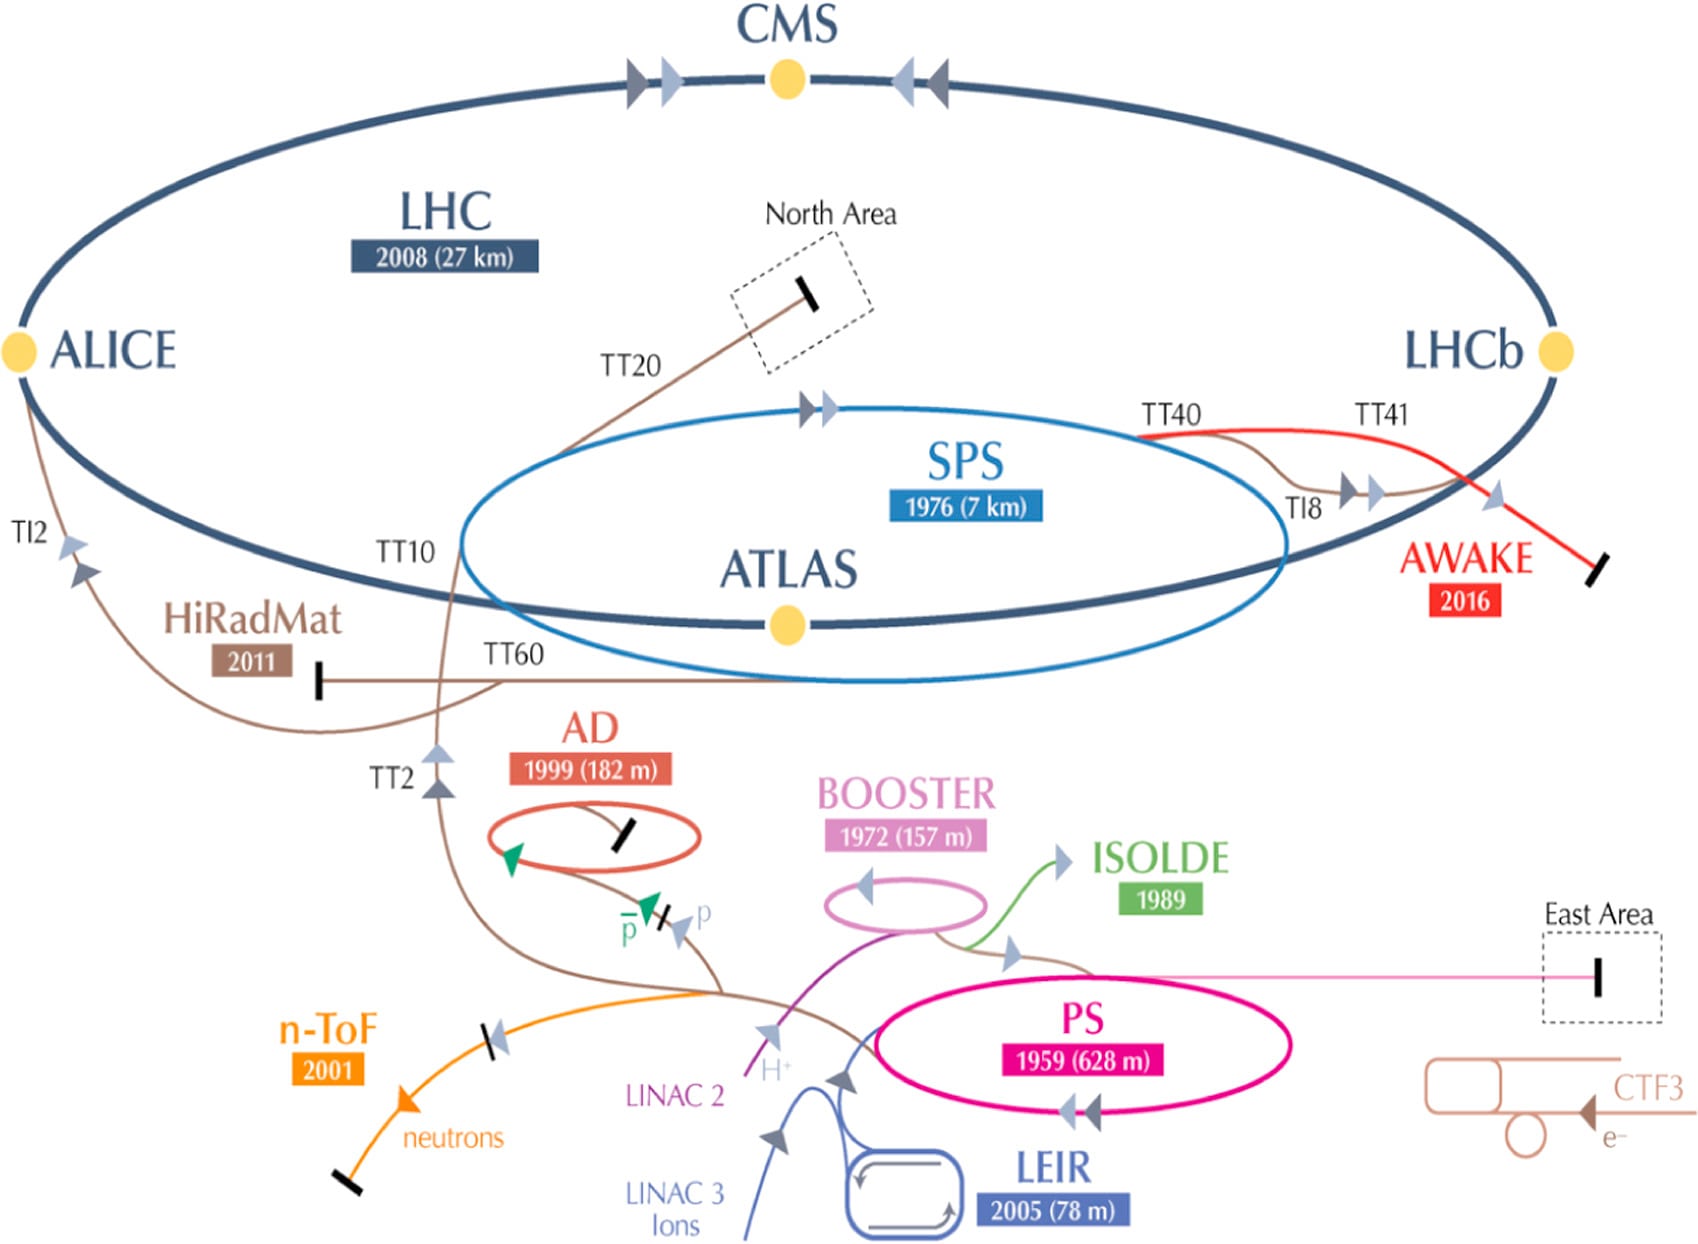 CMS
LHC
2008 (27 km)
North Area
ALICE
LHCb
TT20
TT40
TT41
SPS
1976 (7 km)
TI8
TI2
TT10
ATLAS
AWAKE
2016
HiRadMat
2011
TT60
AD
1999 (182 m)
TT2
BOOSTER
1972 (157 m)
ISOLDE
1989
p
p̅
East Area
n-ToF
2001
PS
1959 (628 m)
H⁺
LINAC 2
neutrons
CTF3
e⁻
LEIR
2005 (78 m)
LINAC 3
Ions